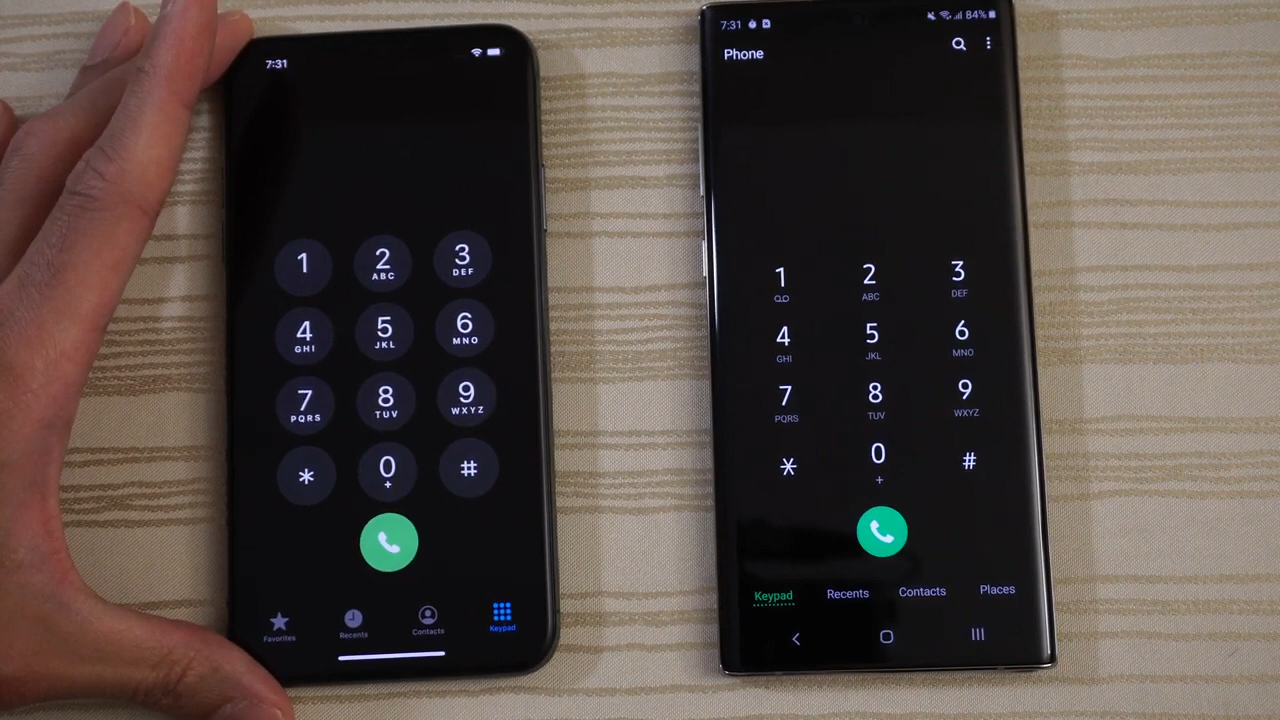 7:31
1
2
ABC
3
DEF
4
GHI
5
JKL
6
MNO
7
PQRS
8
TUV
9
WXYZ
*
0
+
#
Favorites
Recents
Contacts
Keypad
7:31
84%
Phone
1
2
ABC
3
DEF
4
GHI
5
JKL
6
MNO
7
PQRS
8
TUV
9
WXYZ
*
0
+
#
Keypad
Recents
Contacts
Places